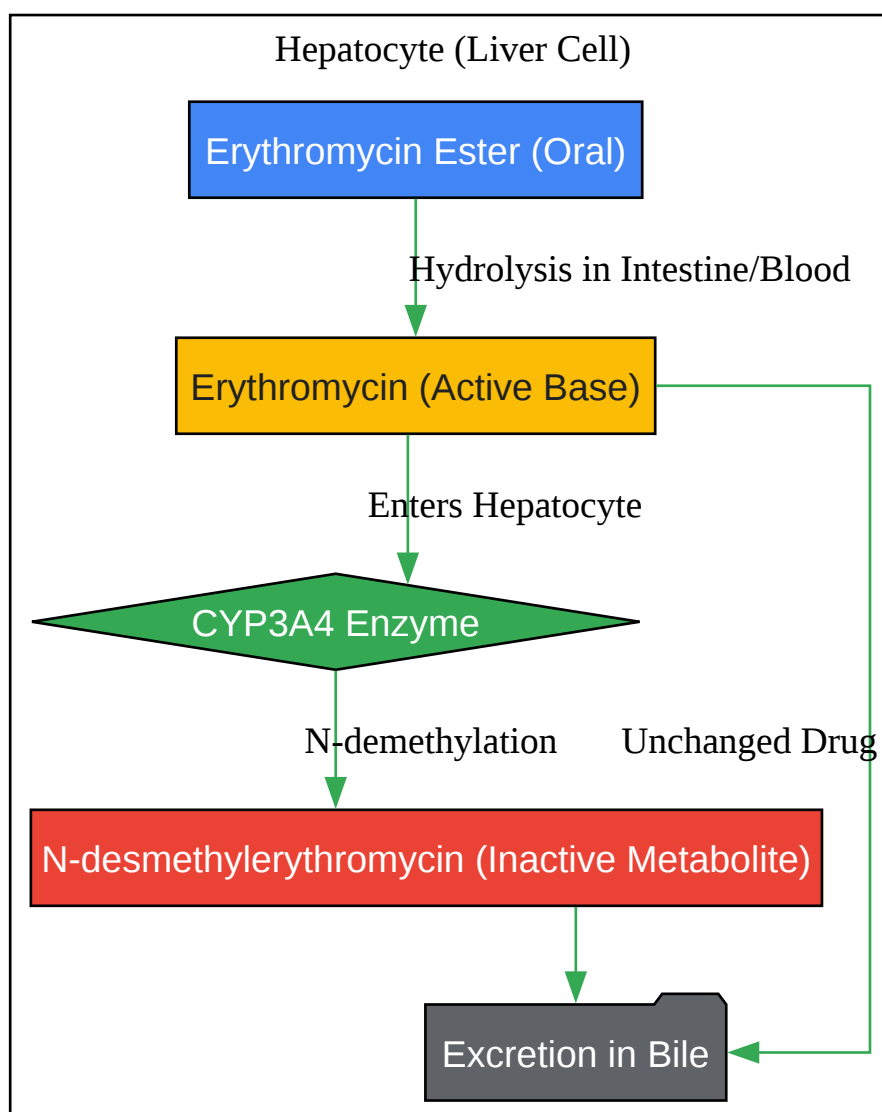 Hepatocyte (Liver Cell)
Erythromycin Ester (Oral)
Hydrolysis in Intestine/Blood
Erythromycin (Active Base)
Enters Hepatocyte
CYP3A4 Enzyme
N-demethylation
Unchanged Drug
N-desmethylerythromycin (Inactive Metabolite)
Excretion in Bile